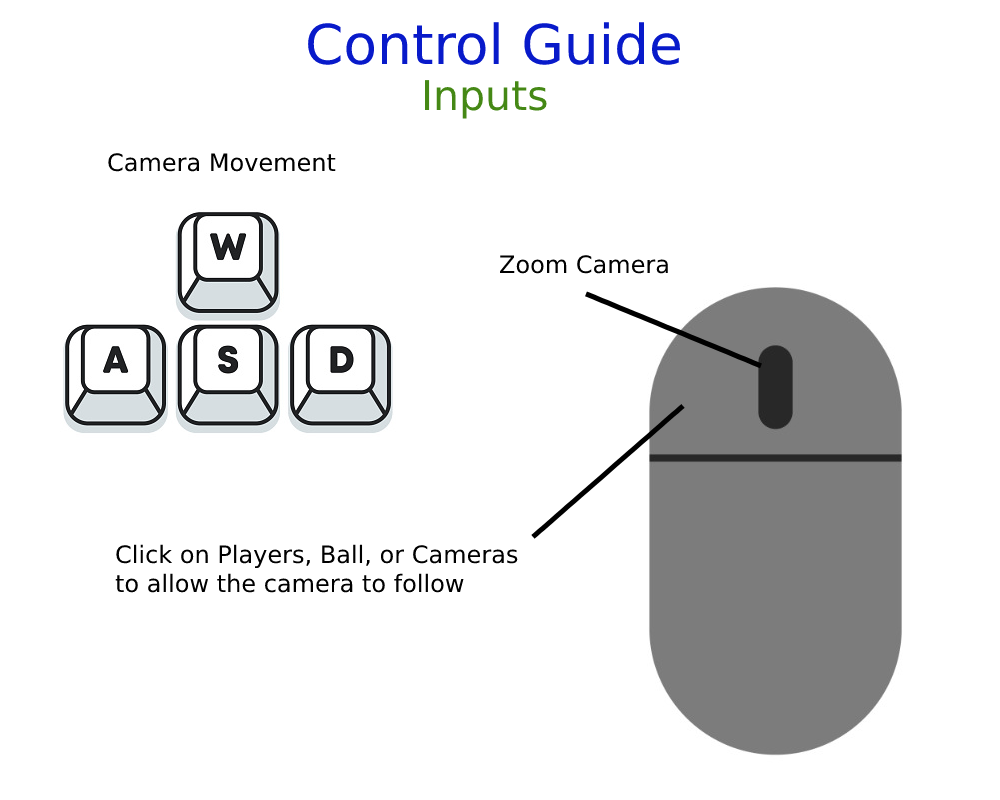 Control Guide
Inputs
Camera Movement
W
A S D
Zoom Camera
Click on Players, Ball, or Cameras
to allow the camera to follow